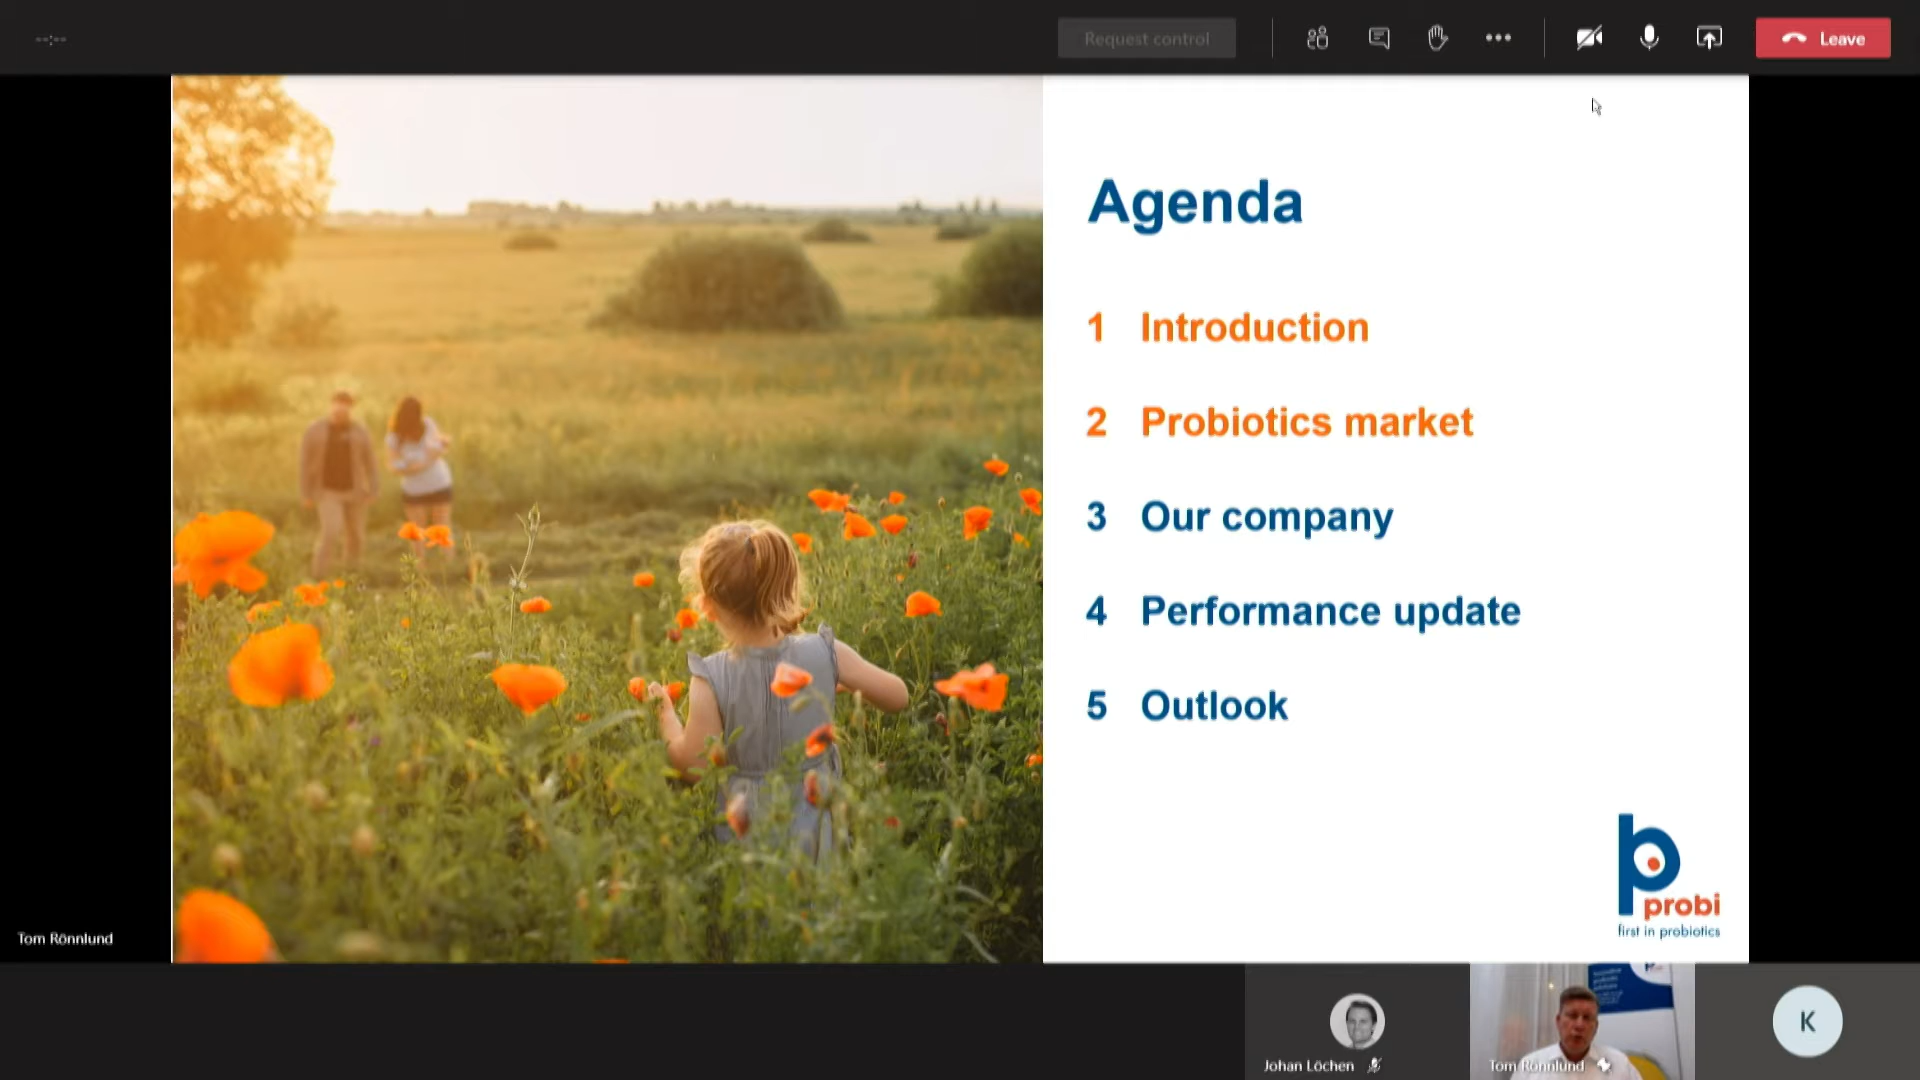 --:--
Request control
Leave
Agenda
1 Introduction
2 Probiotics market
3 Our company
4 Performance update
5 Outlook
probi
first in probiotics
Tom Rönnlund
Johan Löchen
Tom Rönnlund
K